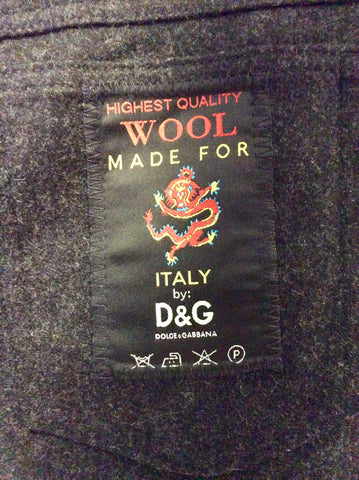 HIGHEST QUALITY
WOOL
MADE FOR
ITALY
by:
D&G
DOLCE&GABBANA
P